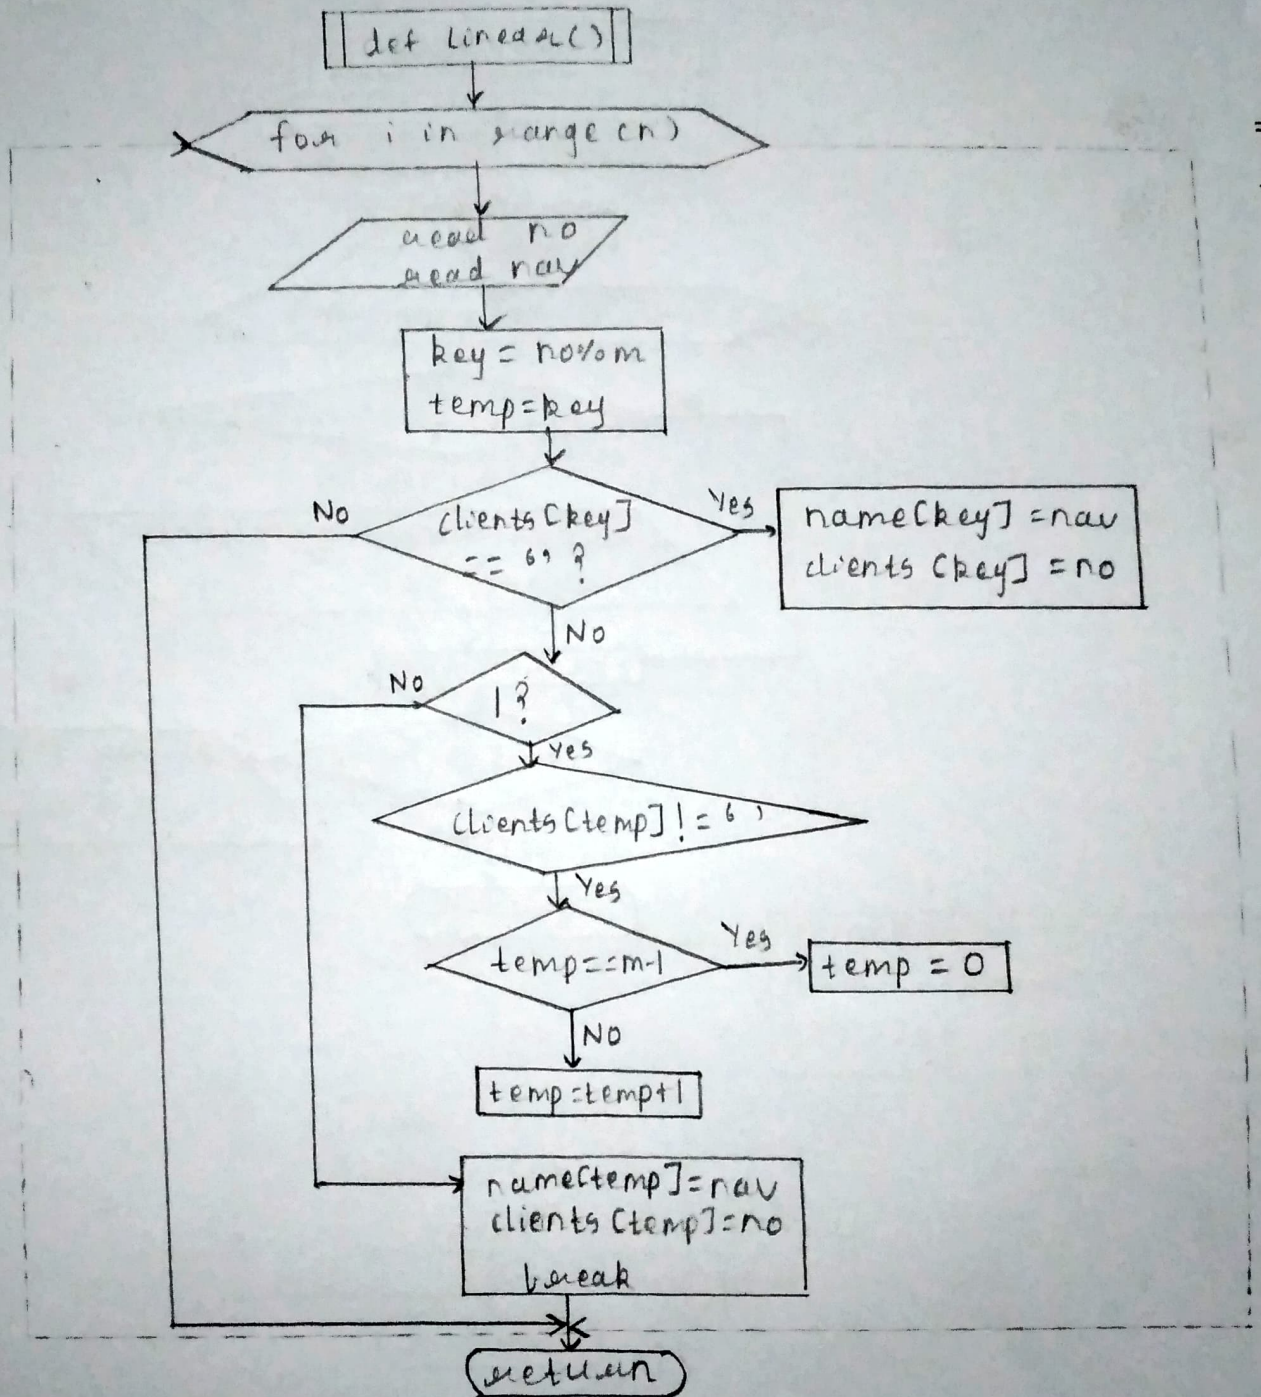 def Linear()
for i in range(n)
read no
read nav
key = no%m
temp=key
No
clients[key]
== ‘’ ?
Yes
name[key] =nav
clients [key] =no
No
No
1?
Yes
clients[temp]!=‘’
Yes
temp==m-1
Yes
temp = 0
NO
temp=temp+1
name[temp]=nav
clients [temp]=no
break
return